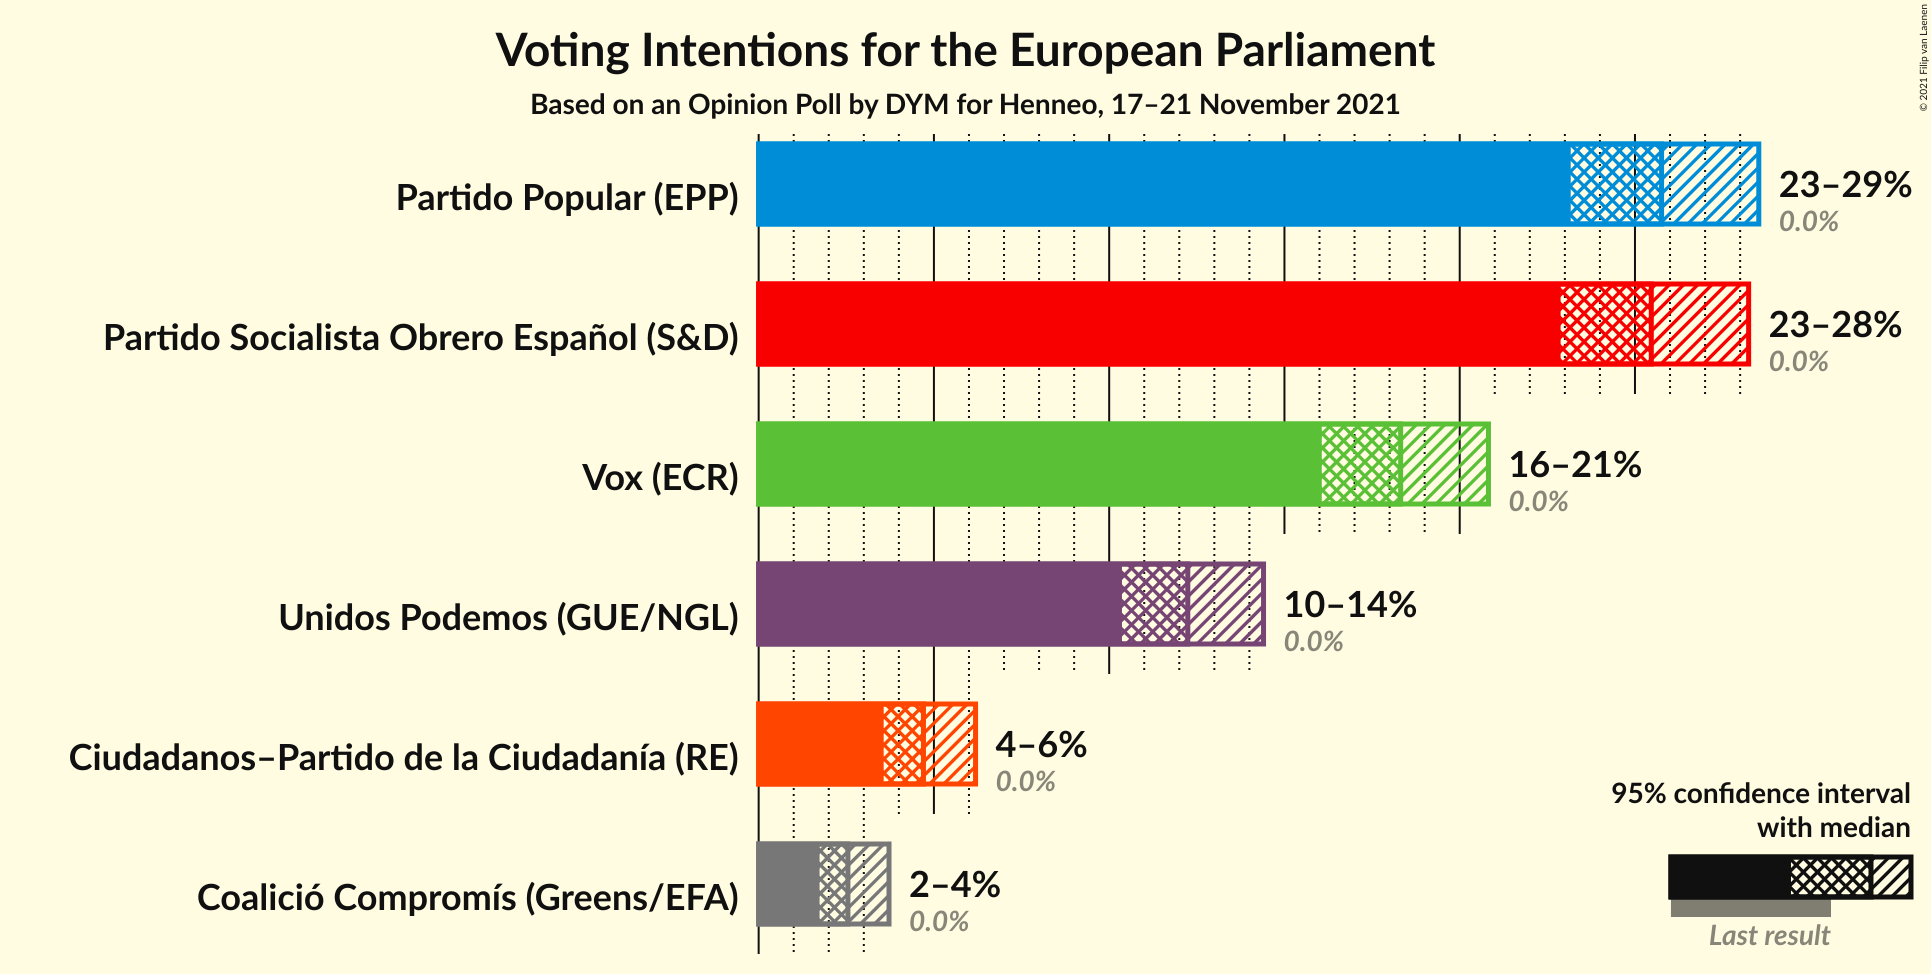 Voting Intentions for the European Parliament
Based on an Opinion Poll by DYM for Henneo, 17–21 November 2021
© 2021 Filip van Laenen
Partido Popular (EPP)
23–29%
0.0%
Partido Socialista Obrero Español (S&D)
23–28%
0.0%
Vox (ECR)
16–21%
0.0%
Unidos Podemos (GUE/NGL)
10–14%
0.0%
Ciudadanos–Partido de la Ciudadanía (RE)
4–6%
0.0%
Coalició Compromís (Greens/EFA)
2–4%
0.0%
95% confidence interval
with median
Last result